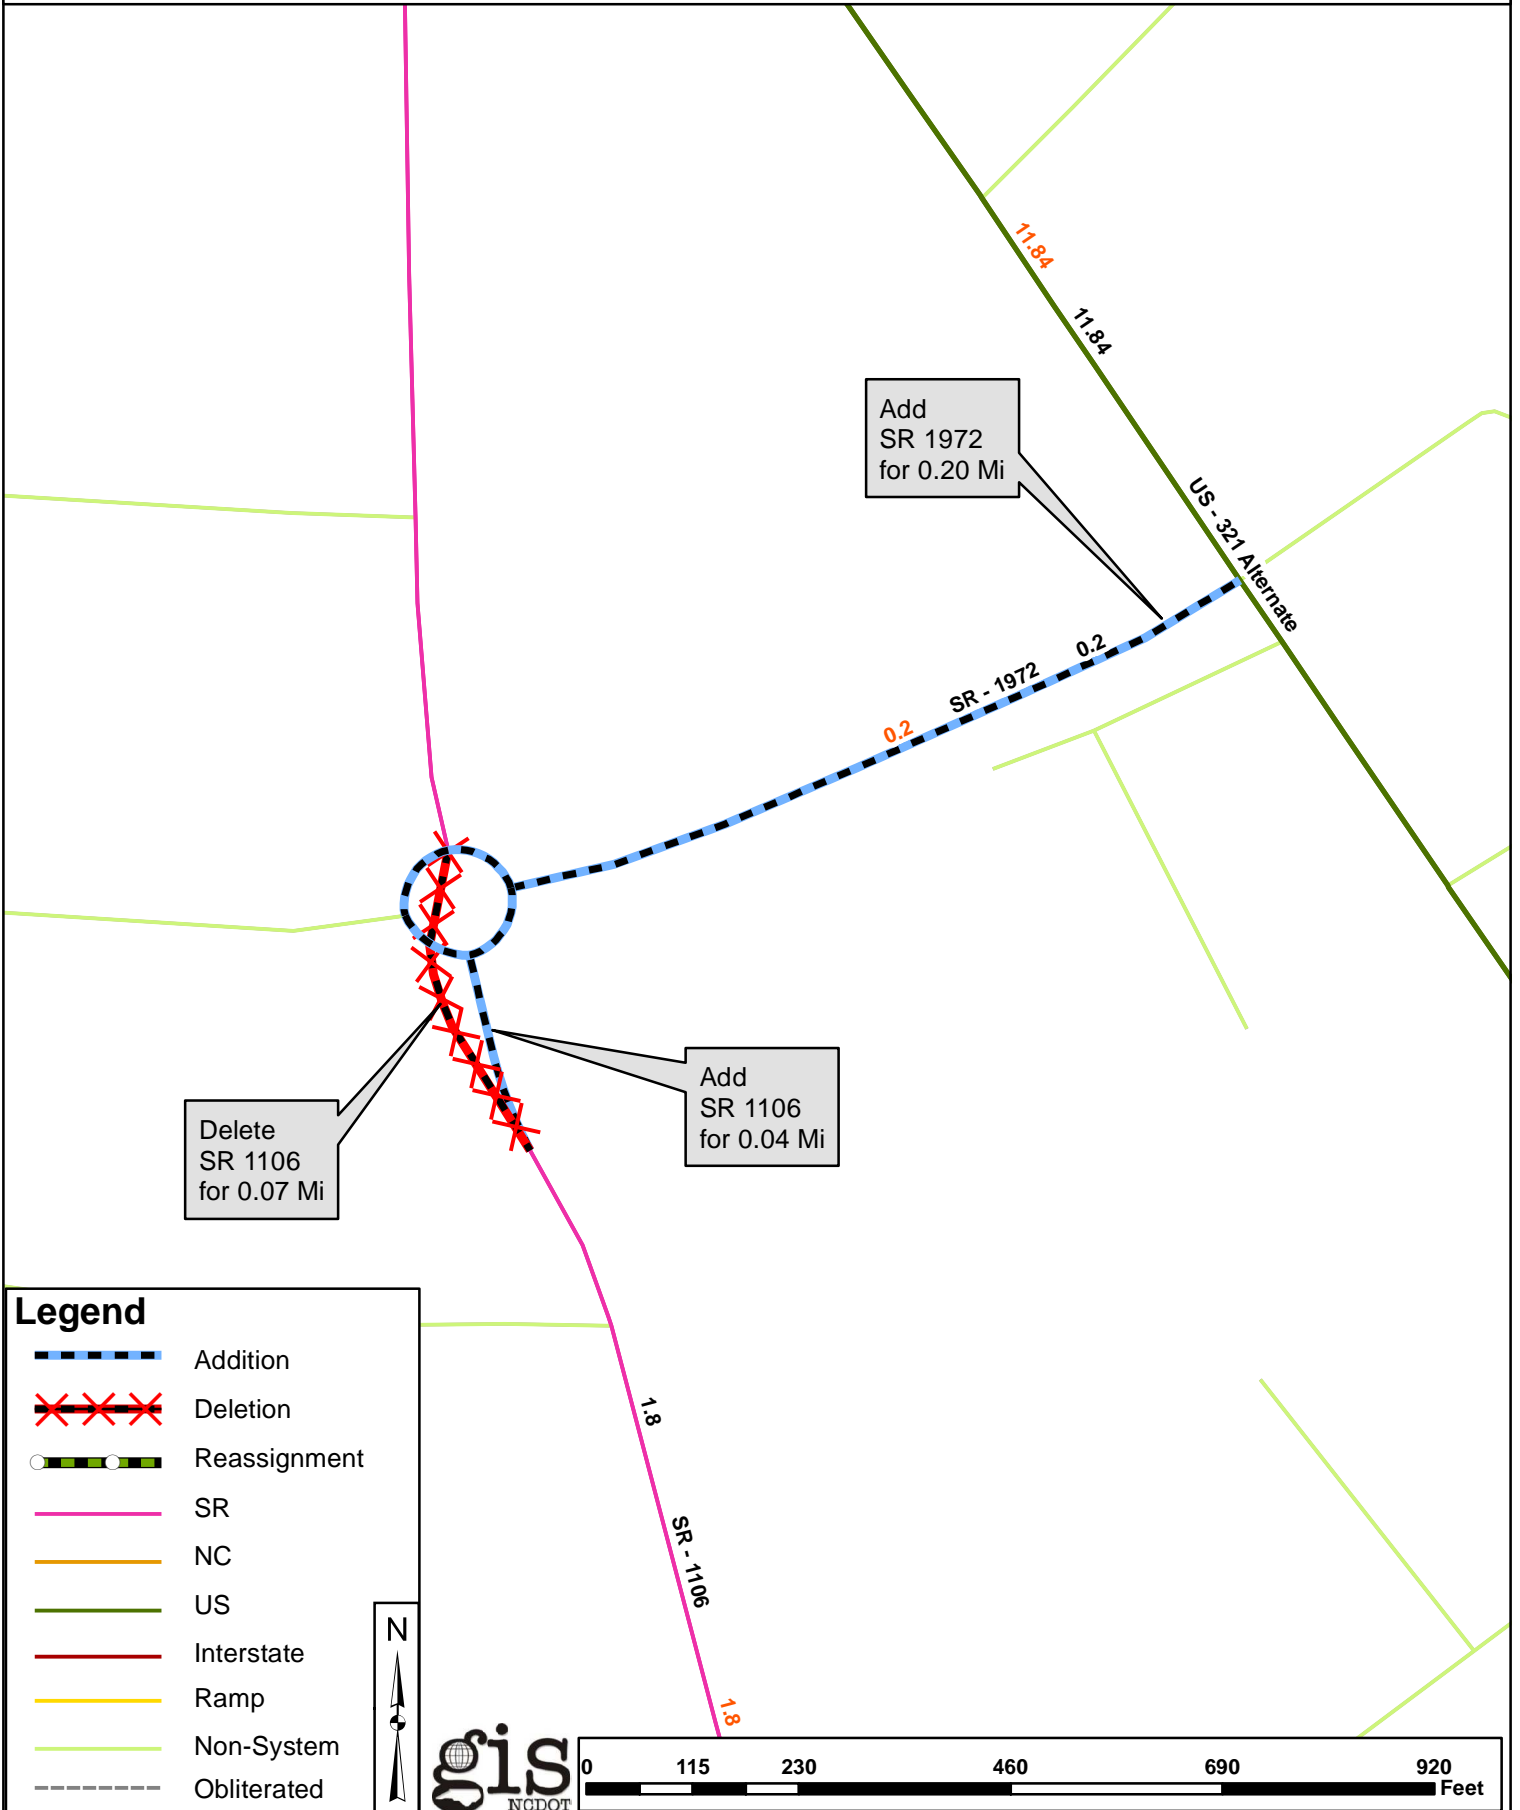 11.84
11.84
Add
SR 1972
for 0.20 Mi
US - 321 Alternate
0.2
SR - 1972
0.2
Add
SR 1106
for 0.04 Mi
Delete
SR 1106
for 0.07 Mi
1.8
SR - 1106
1.8
Legend
Addition
Deletion
Reassignment
SR
NC
US
Interstate
Ramp
Non-System
Obliterated
N
gis
NCDOT
0 115 230 460 690 920
Feet